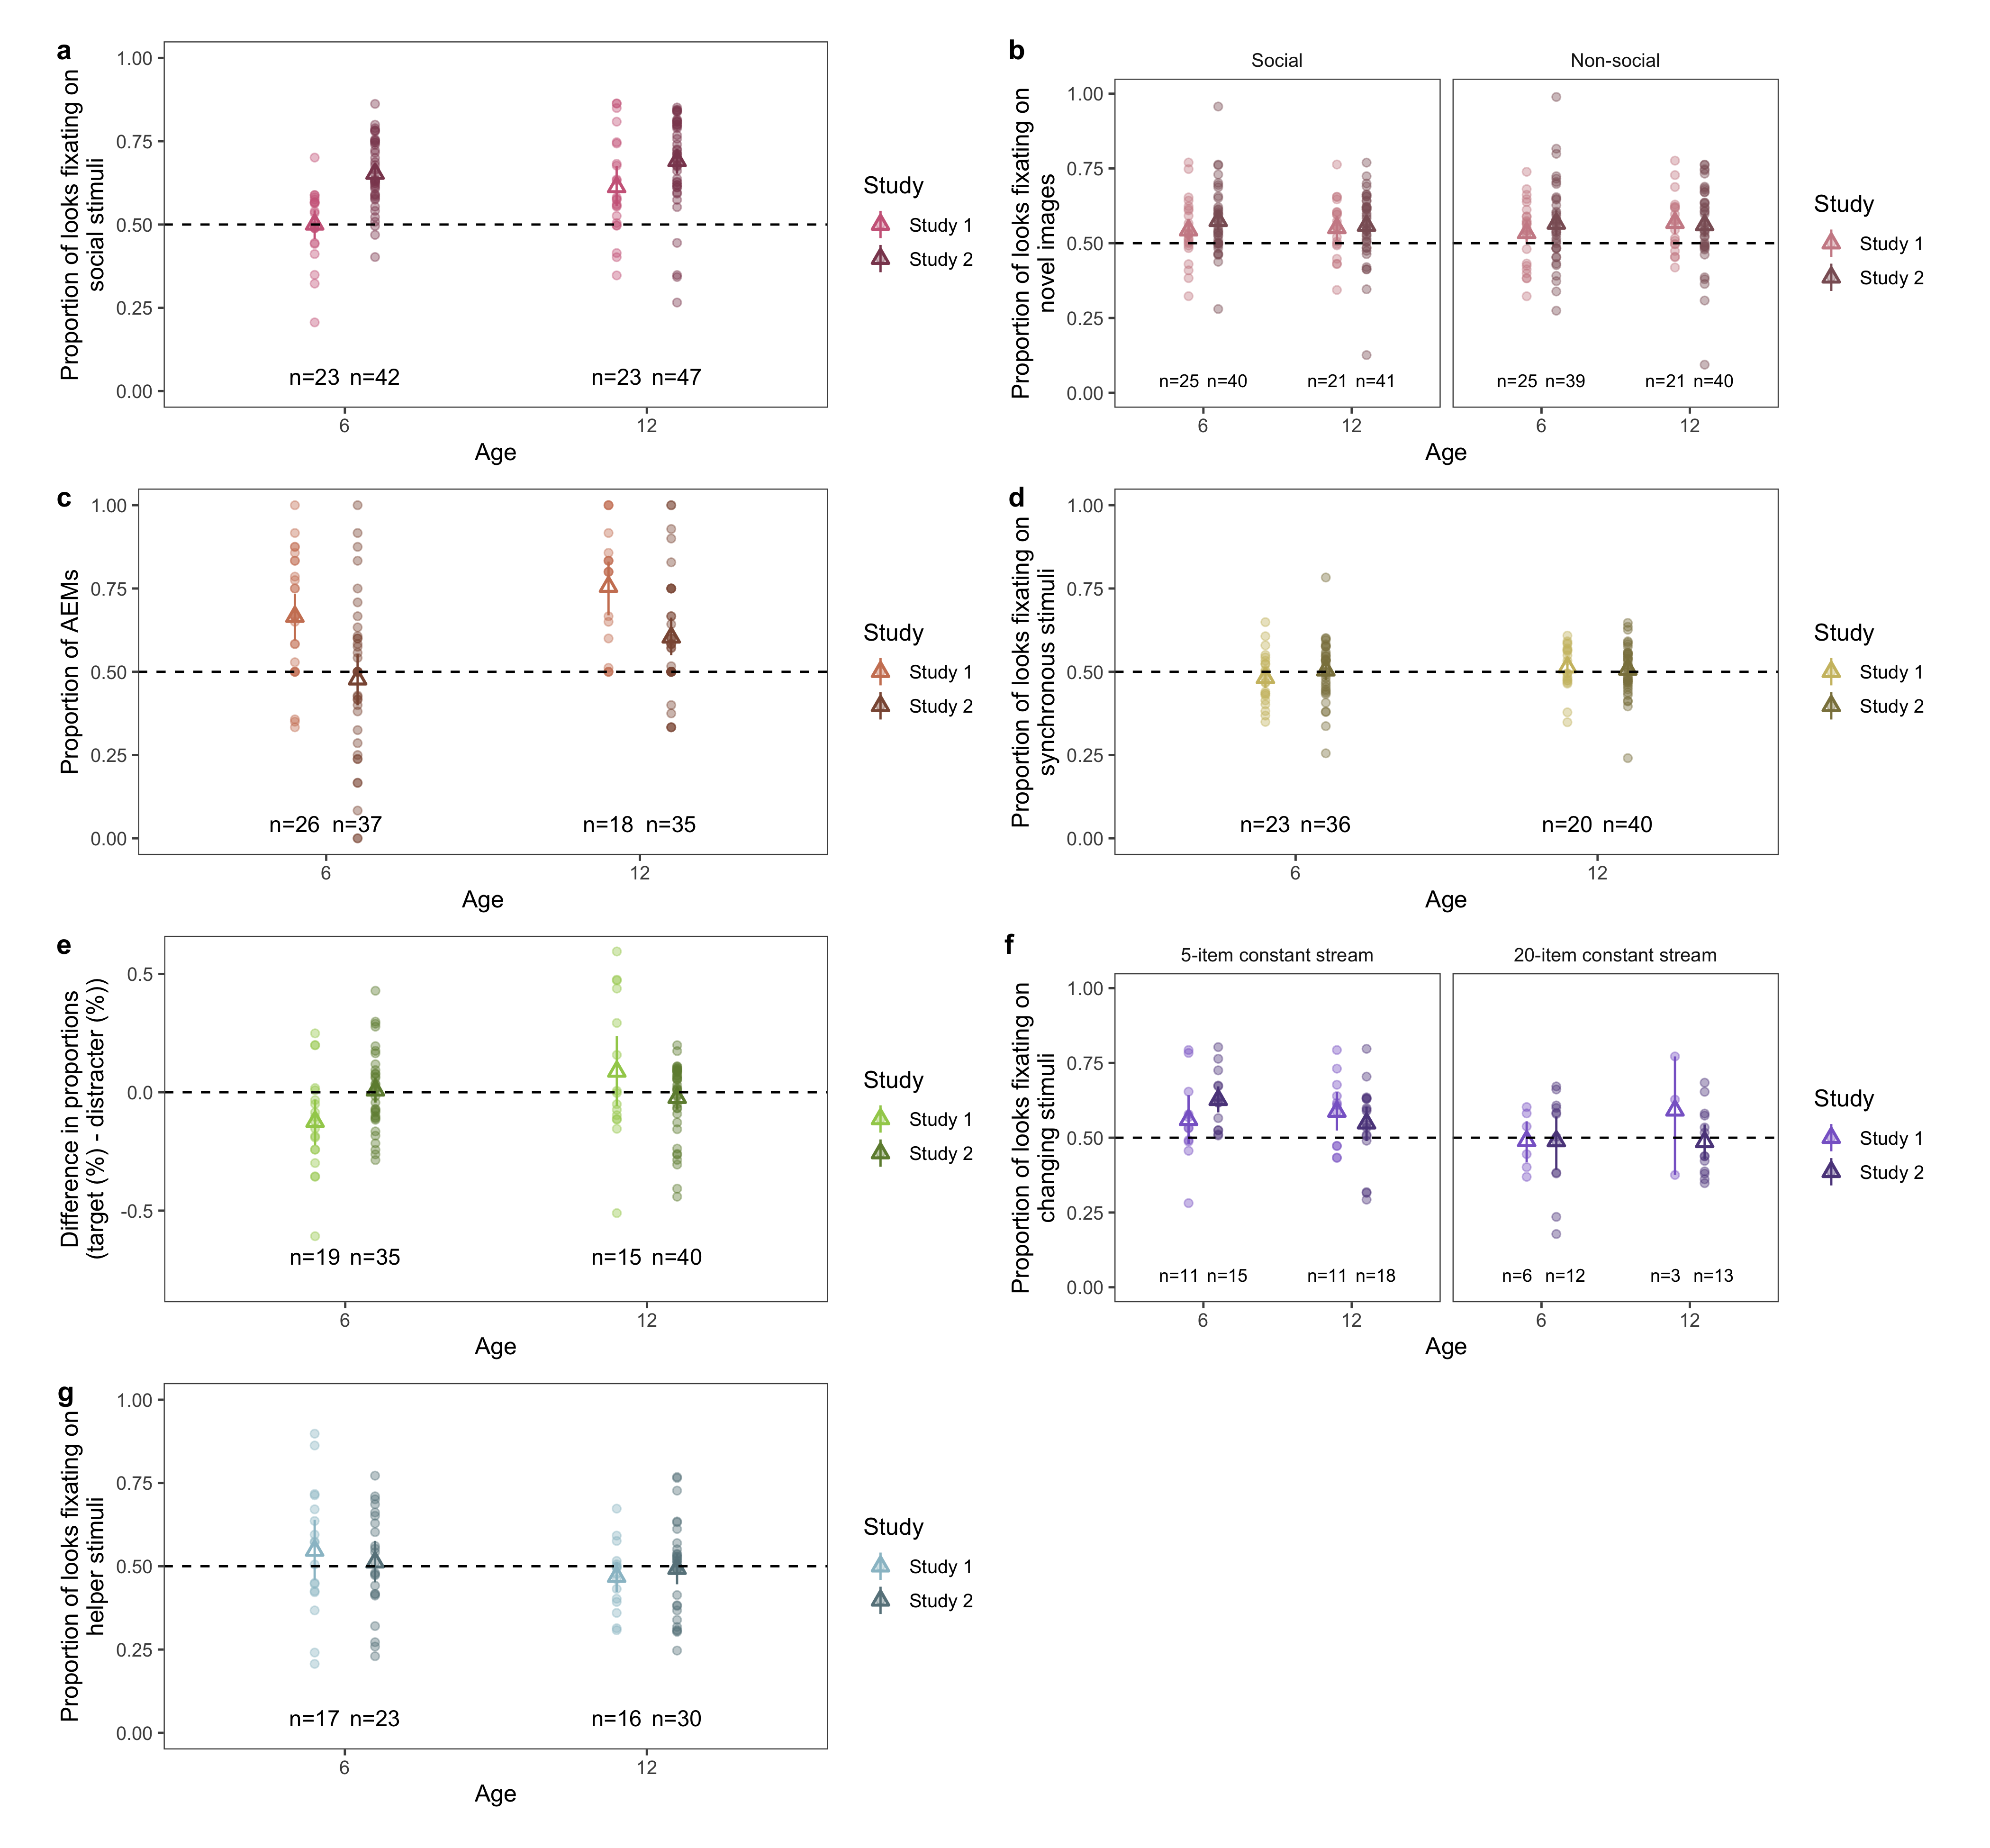 a
Proportion of looks fixating on
social stimuli
1.00
0.75
0.50
0.25
0.00
n=23 n=42
n=23 n=47
6
12
Age
Study
Study 1
Study 2
b
Proportion of looks fixating on
novel images
Social
Non-social
1.00
0.75
0.50
0.25
0.00
n=25 n=40
n=21 n=41
n=25 n=39
n=21 n=40
6
12
6
12
Age
Study
Study 1
Study 2
c
Proportion of AEMs
1.00
0.75
0.50
0.25
0.00
n=26 n=37
n=18 n=35
6
12
Age
Study
Study 1
Study 2
d
Proportion of looks fixating on
synchronous stimuli
1.00
0.75
0.50
0.25
0.00
n=23 n=36
n=20 n=40
6
12
Age
Study
Study 1
Study 2
e
Difference in proportions
(target (%) - distracter (%))
0.5
0.0
-0.5
n=19 n=35
n=15 n=40
6
12
Age
Study
Study 1
Study 2
f
Proportion of looks fixating on
changing stimuli
5-item constant stream
20-item constant stream
1.00
0.75
0.50
0.25
0.00
n=11 n=15
n=11 n=18
n=6 n=12
n=3 n=13
6
12
6
12
Age
Study
Study 1
Study 2
g
Proportion of looks fixating on
helper stimuli
1.00
0.75
0.50
0.25
0.00
n=17 n=23
n=16 n=30
6
12
Age
Study
Study 1
Study 2